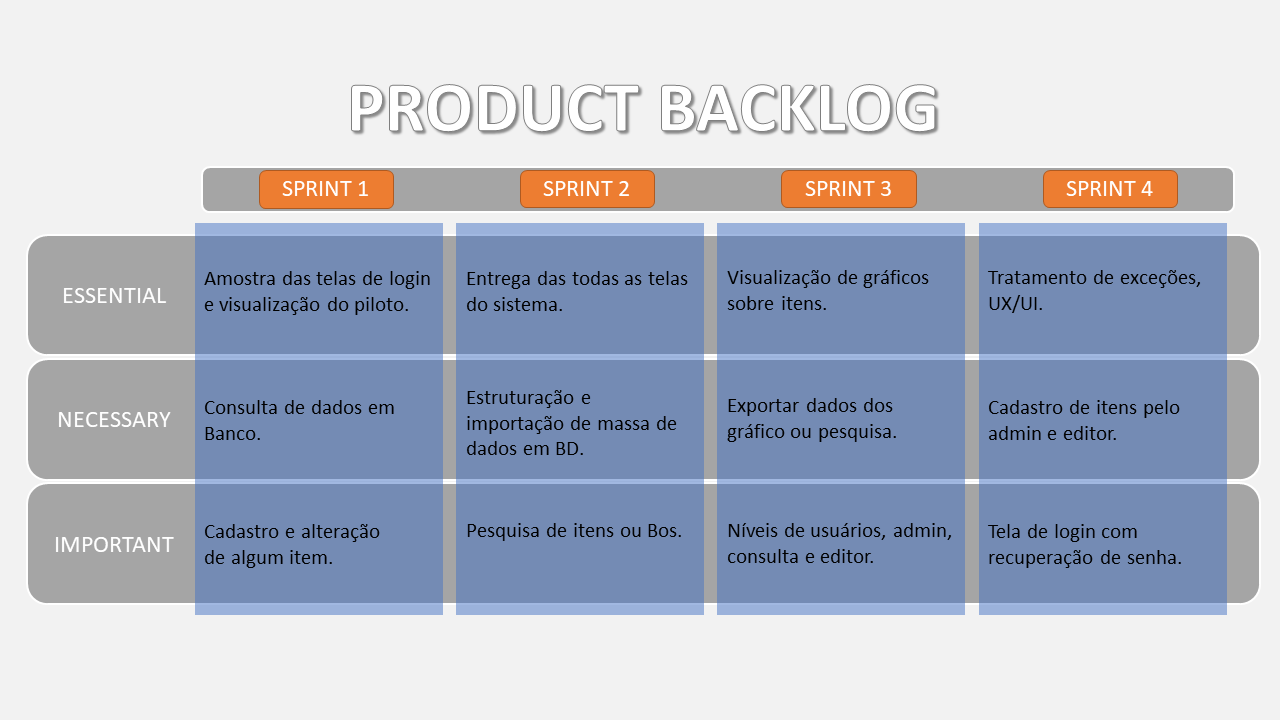 PRODUCT BACKLOG
SPRINT 1
SPRINT 2
SPRINT 3
SPRINT 4
ESSENTIAL
Amostra das telas de login
e visualização do piloto.
Entrega das todas as telas
do sistema.
Visualização de gráficos
sobre itens.
Tratamento de exceções,
UX/UI.
NECESSARY
Consulta de dados em
Banco.
Estruturação e
importação de massa de
dados em BD.
Exportar dados dos
gráfico ou pesquisa.
Cadastro de itens pelo
admin e editor.
IMPORTANT
Cadastro e alteração
de algum item.
Pesquisa de itens ou Bos.
Níveis de usuários, admin,
consulta e editor.
Tela de login com
recuperação de senha.